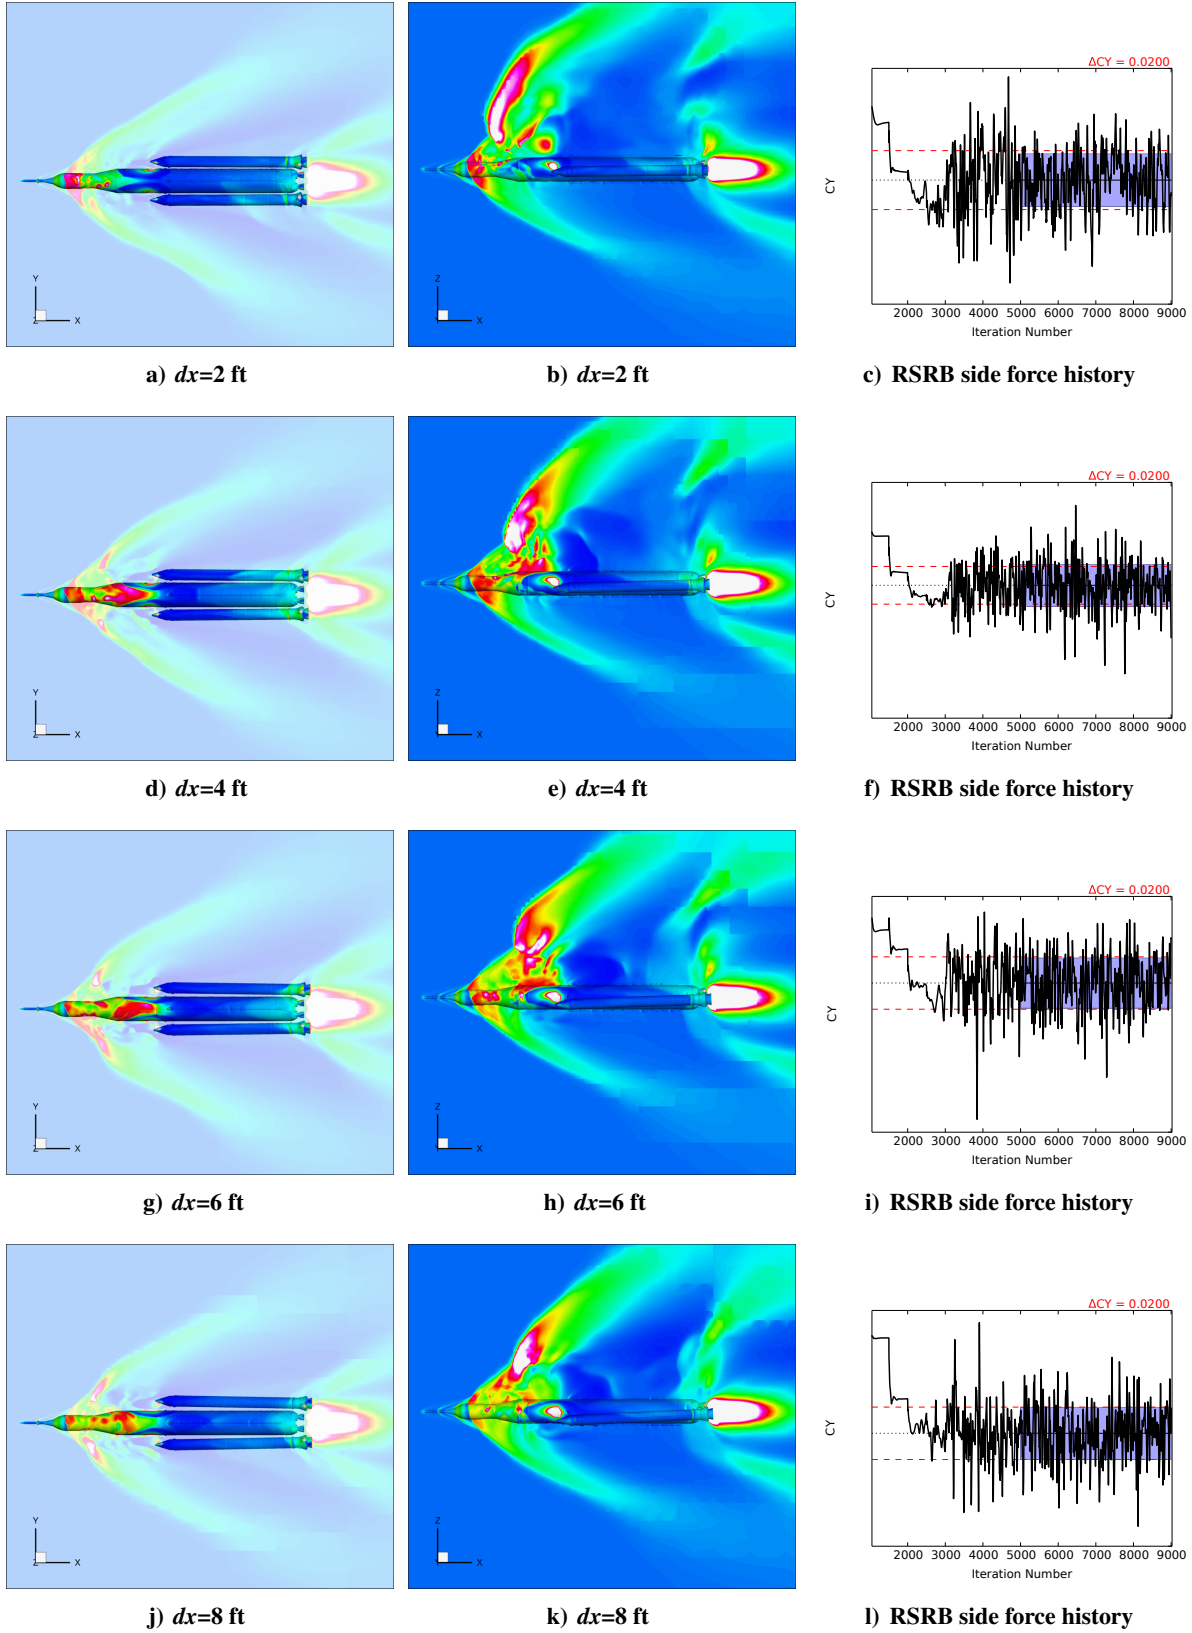 ΔCY = 0.0200
CY
2000 3000 4000 5000 6000 7000 8000 9000
Iteration Number
Y
Z X
Z
X
a) dx=2 ft
b) dx=2 ft
c) RSRB side force history
ΔCY = 0.0200
CY
2000 3000 4000 5000 6000 7000 8000 9000
Iteration Number
Y
Z X
Z
X
d) dx=4 ft
e) dx=4 ft
f) RSRB side force history
ΔCY = 0.0200
CY
2000 3000 4000 5000 6000 7000 8000 9000
Iteration Number
Y
Z X
Z
X
g) dx=6 ft
h) dx=6 ft
i) RSRB side force history
ΔCY = 0.0200
CY
2000 3000 4000 5000 6000 7000 8000 9000
Iteration Number
Y
Z X
Z
X
j) dx=8 ft
k) dx=8 ft
l) RSRB side force history